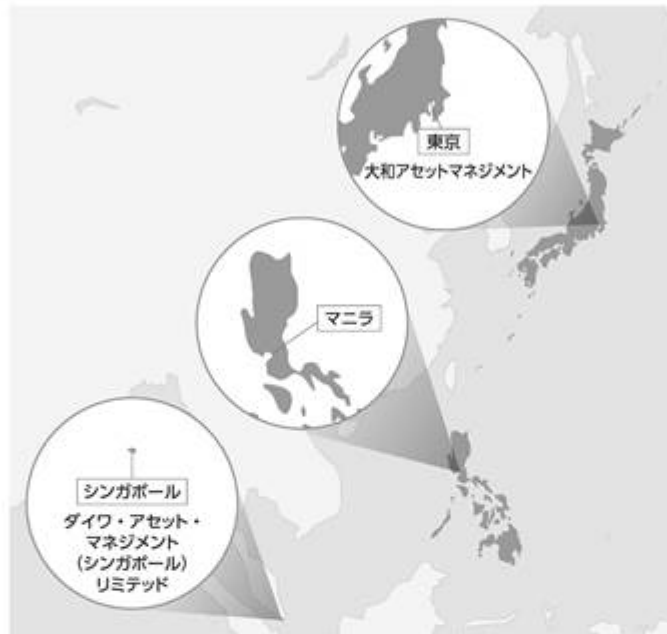 東京
大和アセットマネジメント
マニラ
シンガポール
ダイワ・アセット・
マネジメント
(シンガポール)
リミテッド